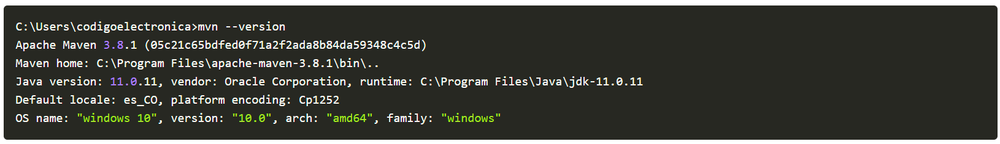 C:\Users\codigoelectronica>mvn --version
Apache Maven 3.8.1 (05c21c65bdfed0f71a2f2ada8b84da59348c4c5d)
Maven home: C:\Program Files\apache-maven-3.8.1\bin\..
Java version: 11.0.11, vendor: Oracle Corporation, runtime: C:\Program Files\Java\jdk-11.0.11
Default locale: es_CO, platform encoding: Cp1252
OS name: "windows 10", version: "10.0", arch: "amd64", family: "windows"